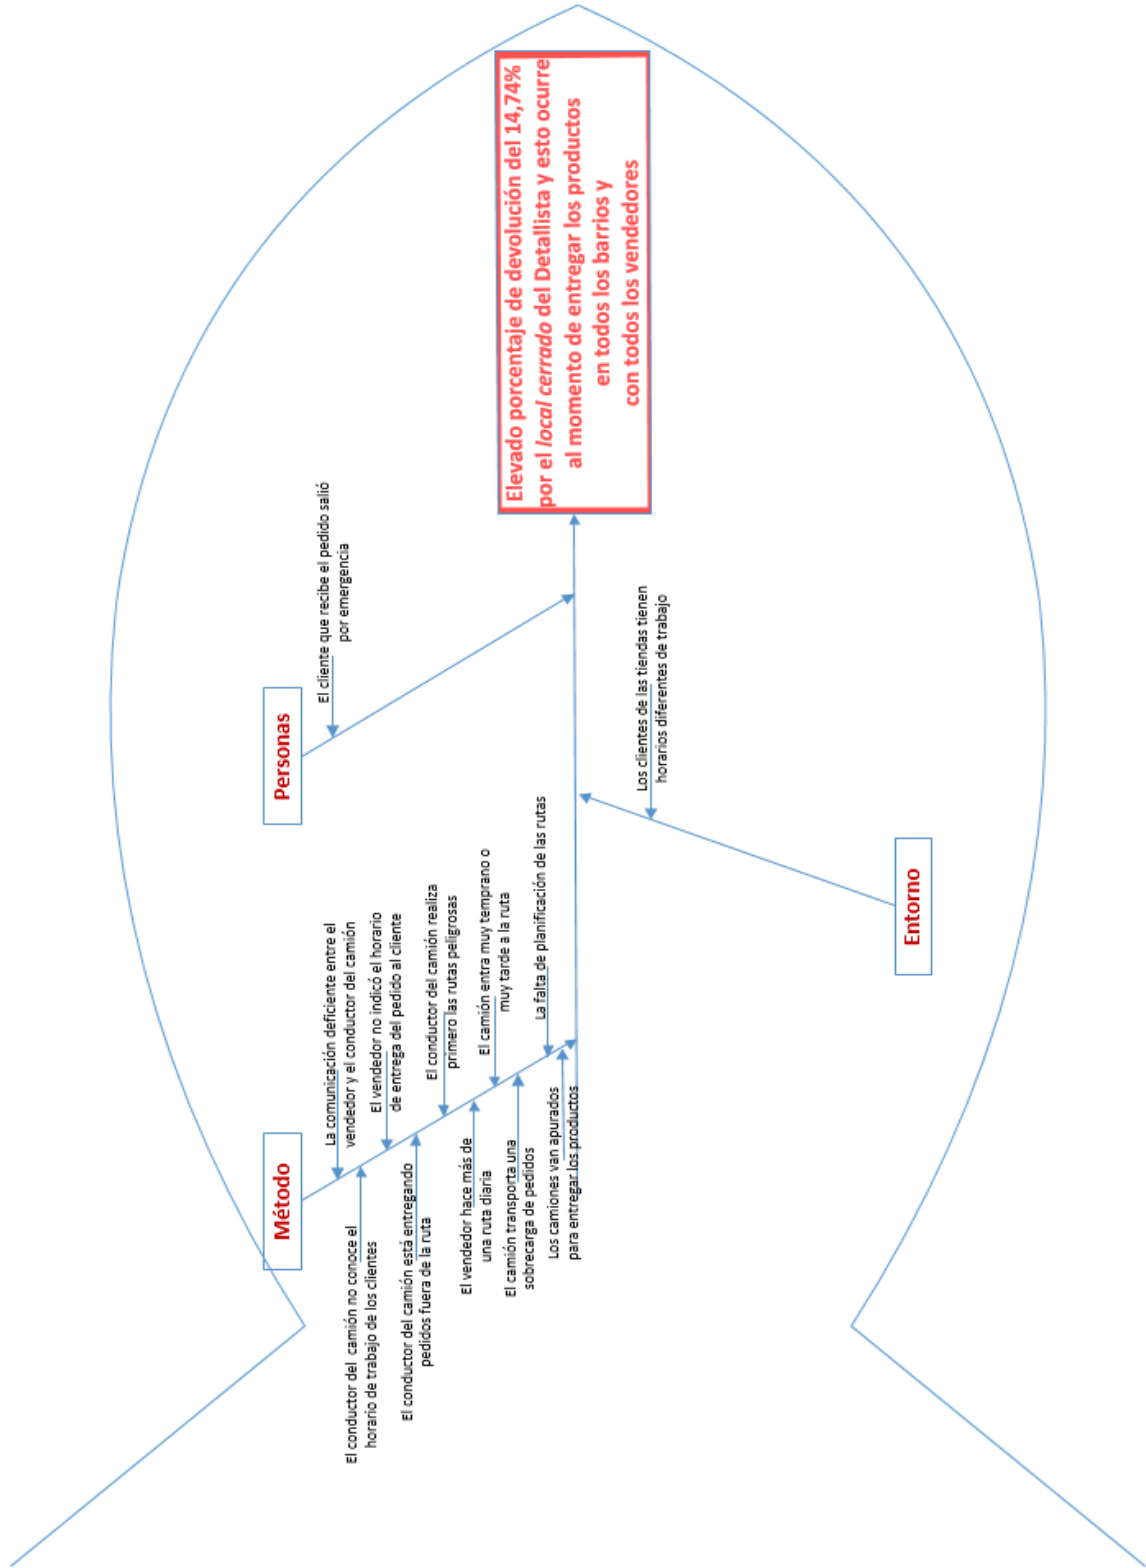 Método
La comunicación deficiente entre el
vendedor y el conductor del camión
El conductor del camión no conoce el
horario de trabajo de los clientes
El vendedor no indicó el horario
de entrega del pedido al cliente
El conductor del camión está entregando
pedidos fuera de la ruta
El conductor del camión realiza
primero las rutas peligrosas
El vendedor hace más de
una ruta diaria
El camión entra muy temprano o
muy tarde a la ruta
El camión transporta una
sobrecarga de pedidos
La falta de planificación de las rutas
Los camiones van apurados
para entregar los productos
Personas
El cliente que recibe el pedido salió
por emergencia
Entorno
Los clientes de las tiendas tienen
horarios diferentes de trabajo
Elevado porcentaje de devolución del 14,74%
por el local cerrado del Detallista y esto ocurre
al momento de entregar los productos
en todos los barrios y
con todos los vendedores